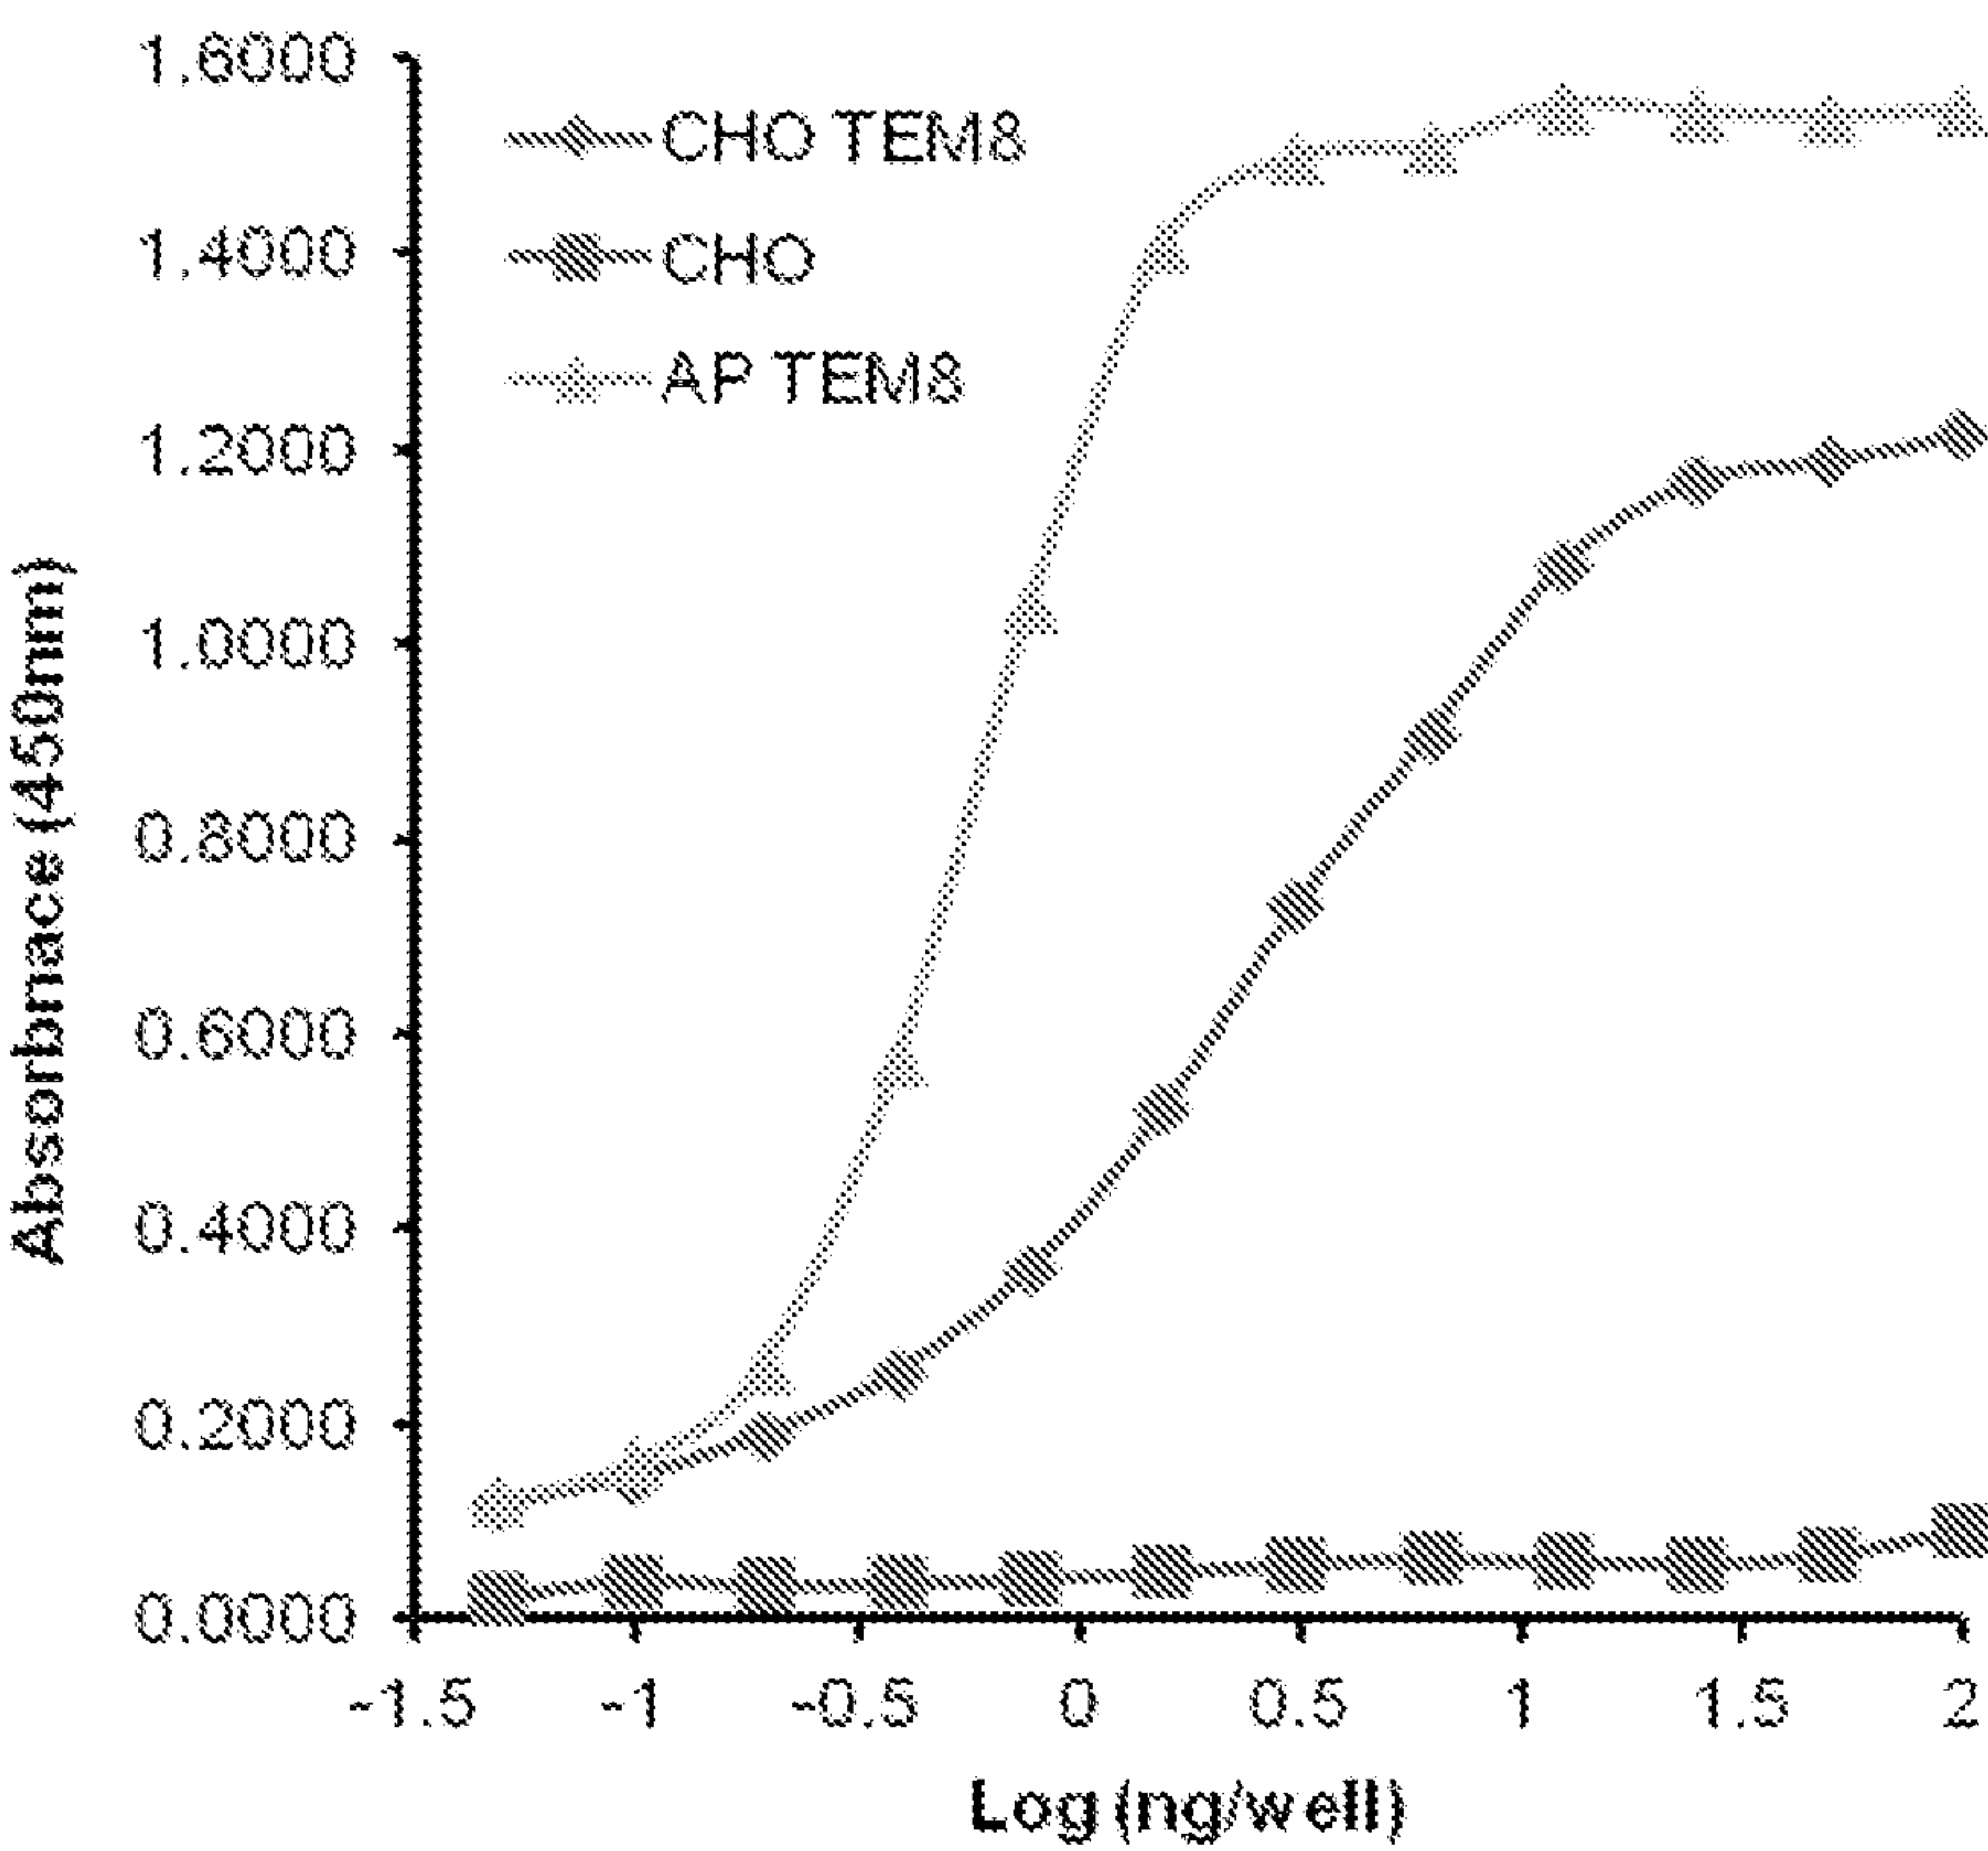 1.6000
1.4000
1.2000
1.0000
0.8000
0.6000
0.4000
0.2000
0.0000
CHO TEM8
CHO
AP TEM8
Absorbnace (450nm)
-1.5 -1 -0.5 0 0.5 1 1.5 2
Log (ng/well)